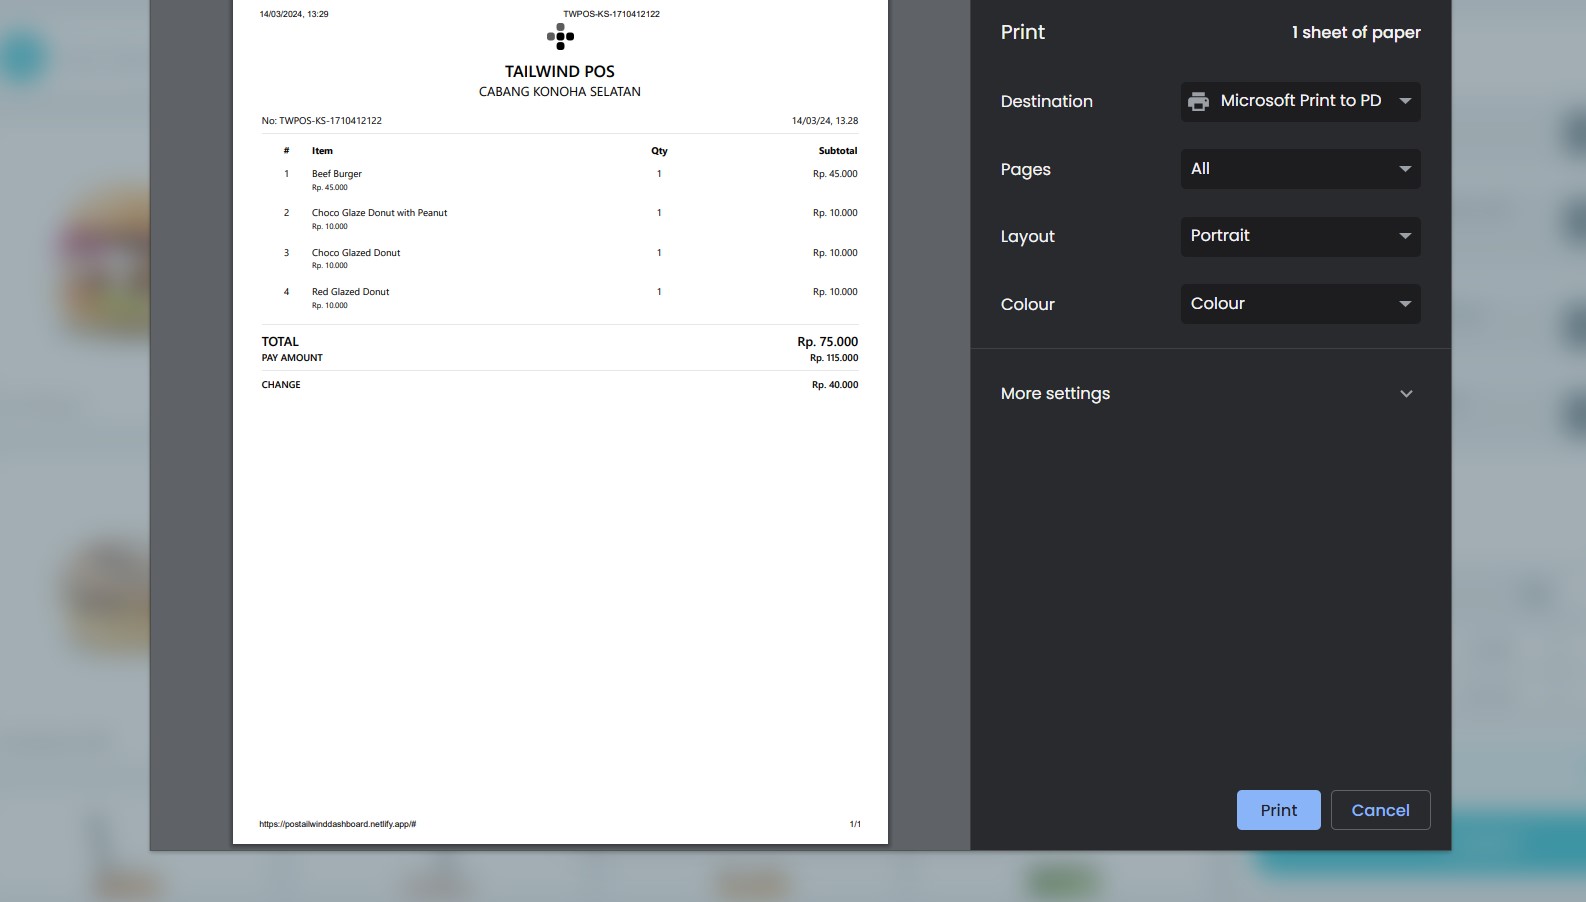 14/03/2024, 13:29 TWPOS-KS-1710412122
TAILWIND POS
CABANG KONOHA SELATAN
No: TWPOS-KS-1710412122 14/03/24, 13.28
# Item Qty Subtotal
1 Beef Burger 1 Rp. 45.000
Rp. 45.000
2 Choco Glaze Donut with Peanut 1 Rp. 10.000
Rp. 10.000
3 Choco Glazed Donut 1 Rp. 10.000
Rp. 10.000
4 Red Glazed Donut 1 Rp. 10.000
Rp. 10.000
TOTAL Rp. 75.000
PAY AMOUNT Rp. 115.000
CHANGE Rp. 40.000
https://postailwinddashboard.netlify.app/# 1/1
Print 1 sheet of paper
Destination Microsoft Print to PD
Pages All
Layout Portrait
Colour Colour
More settings
Print Cancel